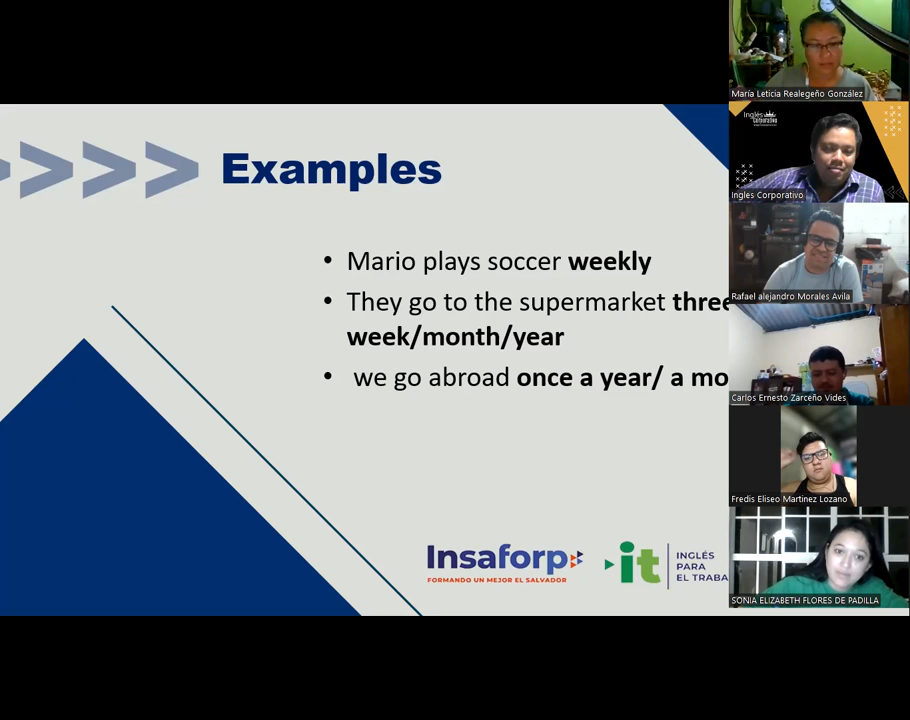 Examples
• Mario plays soccer weekly
• They go to the supermarket three
week/month/year
• we go abroad once a year/ a mo
Insaforp
FORMANDO UN MEJOR EL SALVADOR
it
INGLÉS
PARA
EL TRABA
María Leticia Realegeño González
Inglés
Corporativo
Ingles Corporativo
Rafael alejandro Morales Avila
Carlos Ernesto Zarceño Vides
Fredis Eliseo Martinez Lozano
SONIA ELIZABETH FLORES DE PADILLA